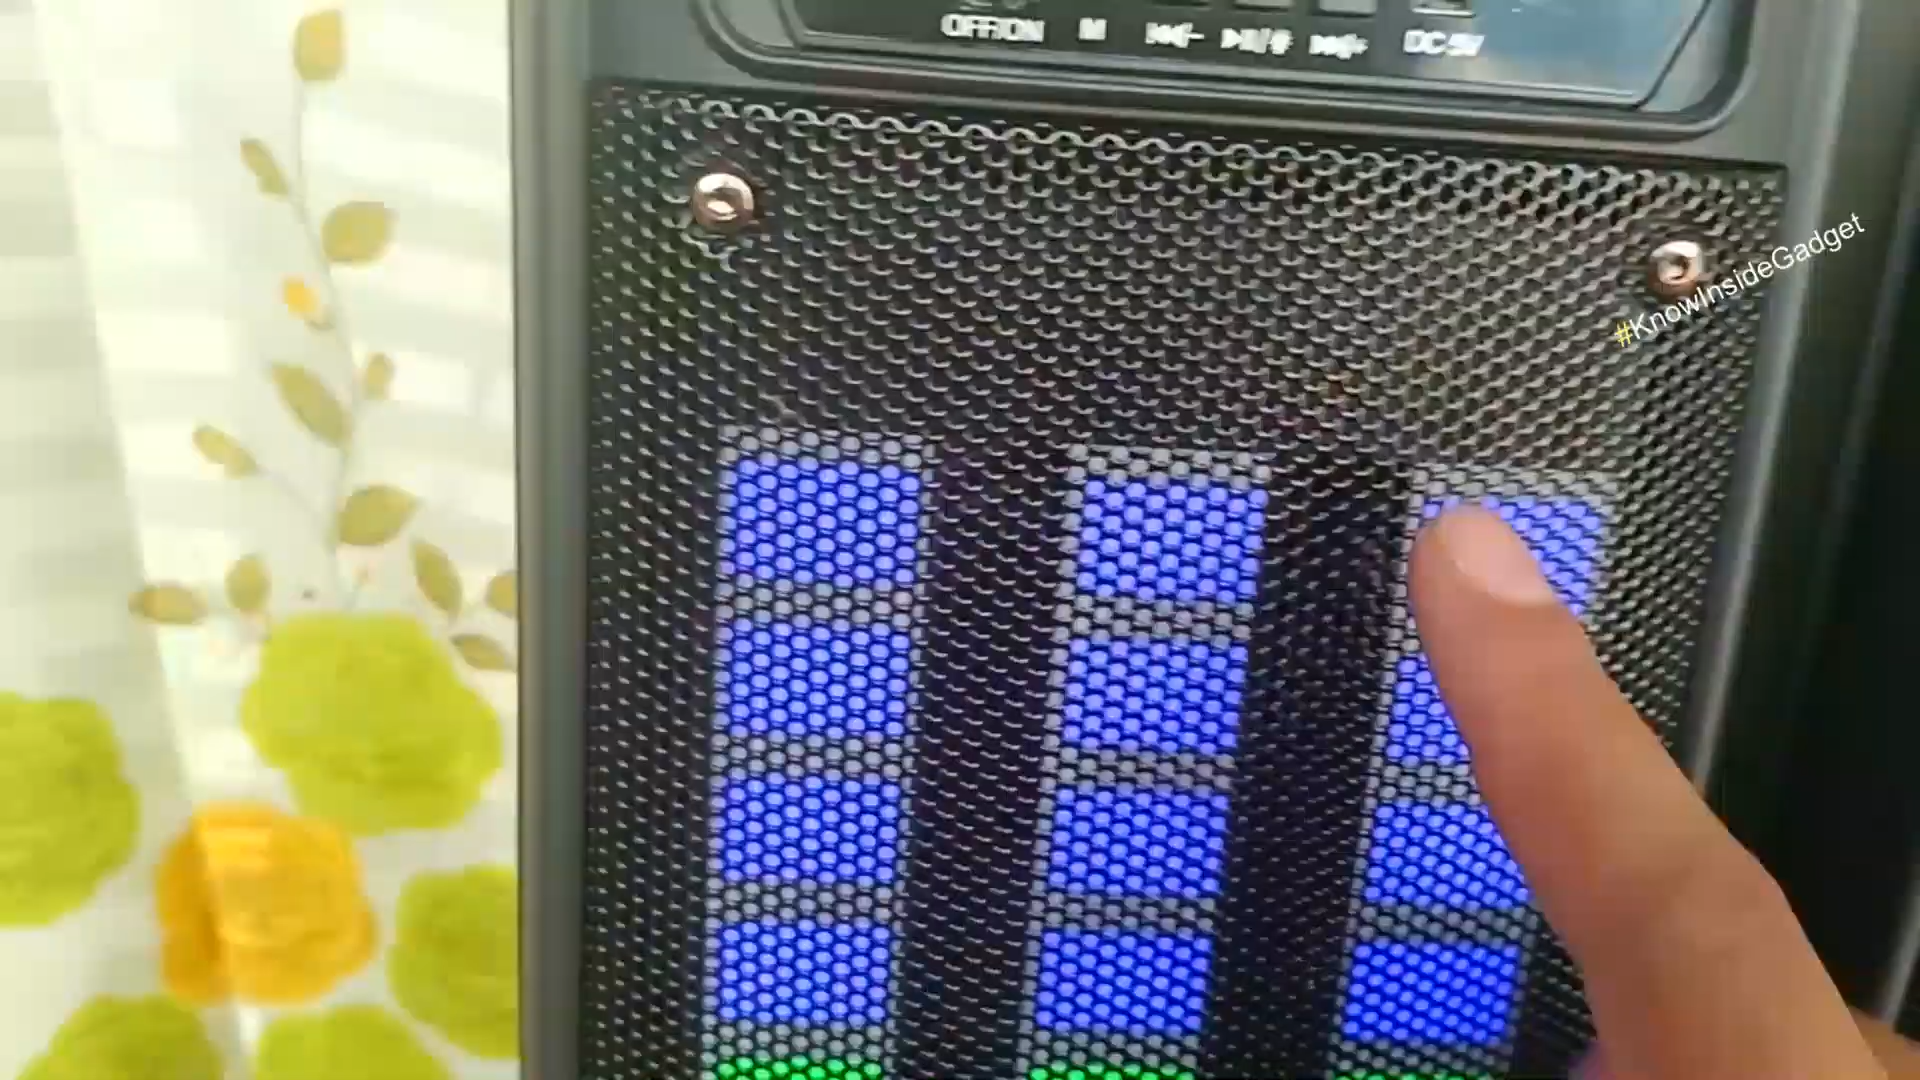 OFF/ON M ⏮- ⏯/✱ ⏭+ DC 5V
#KnowInsideGadget